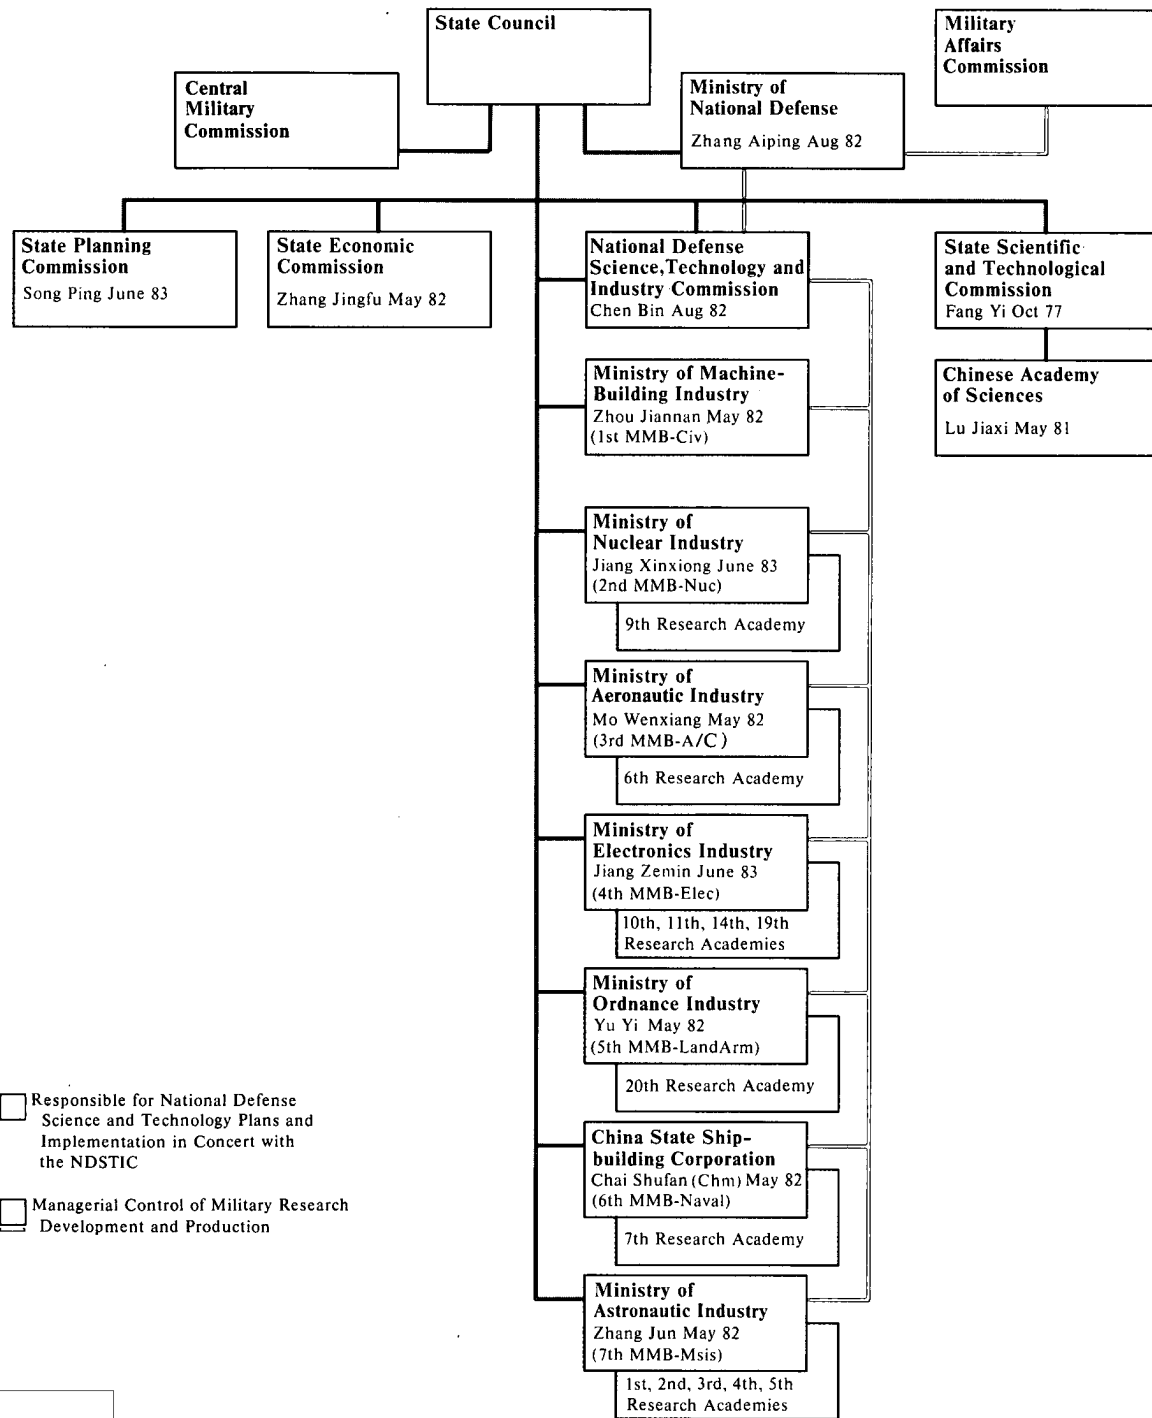 State Council
Military
Affairs
Commission
Central
Military
Commission
Ministry of
National Defense
Zhang Aiping Aug 82
State Planning
Commission
Song Ping June 83
State Economic
Commission
Zhang Jingfu May 82
National Defense
Science, Technology and
Industry Commission
Chen Bin Aug 82
State Scientific
and Technological
Commission
Fang Yi Oct 77
Ministry of Machine-
Building Industry
Zhou Jiannan May 82
(1st MMB-Civ)
Chinese Academy
of Sciences
Lu Jiaxi May 81
Ministry of
Nuclear Industry
Jiang Xinxiong June 83
(2nd MMB-Nuc)
9th Research Academy
Ministry of
Aeronautic Industry
Mo Wenxiang May 82
(3rd MMB-A/C)
6th Research Academy
Ministry of
Electronics Industry
Jiang Zemin June 83
(4th MMB-Elec)
10th, 11th, 14th, 19th
Research Academies
Ministry of
Ordnance Industry
Yu Yi May 82
(5th MMB-LandArm)
20th Research Academy
Responsible for National Defense
Science and Technology Plans and
Implementation in Concert with
the NDSTIC
China State Ship-
building Corporation
Chai Shufan (Chm) May 82
(6th MMB-Naval)
7th Research Academy
Managerial Control of Military Research
Development and Production
Ministry of
Astronautic Industry
Zhang Jun May 82
(7th MMB-Msis)
1st, 2nd, 3rd, 4th, 5th
Research Academies